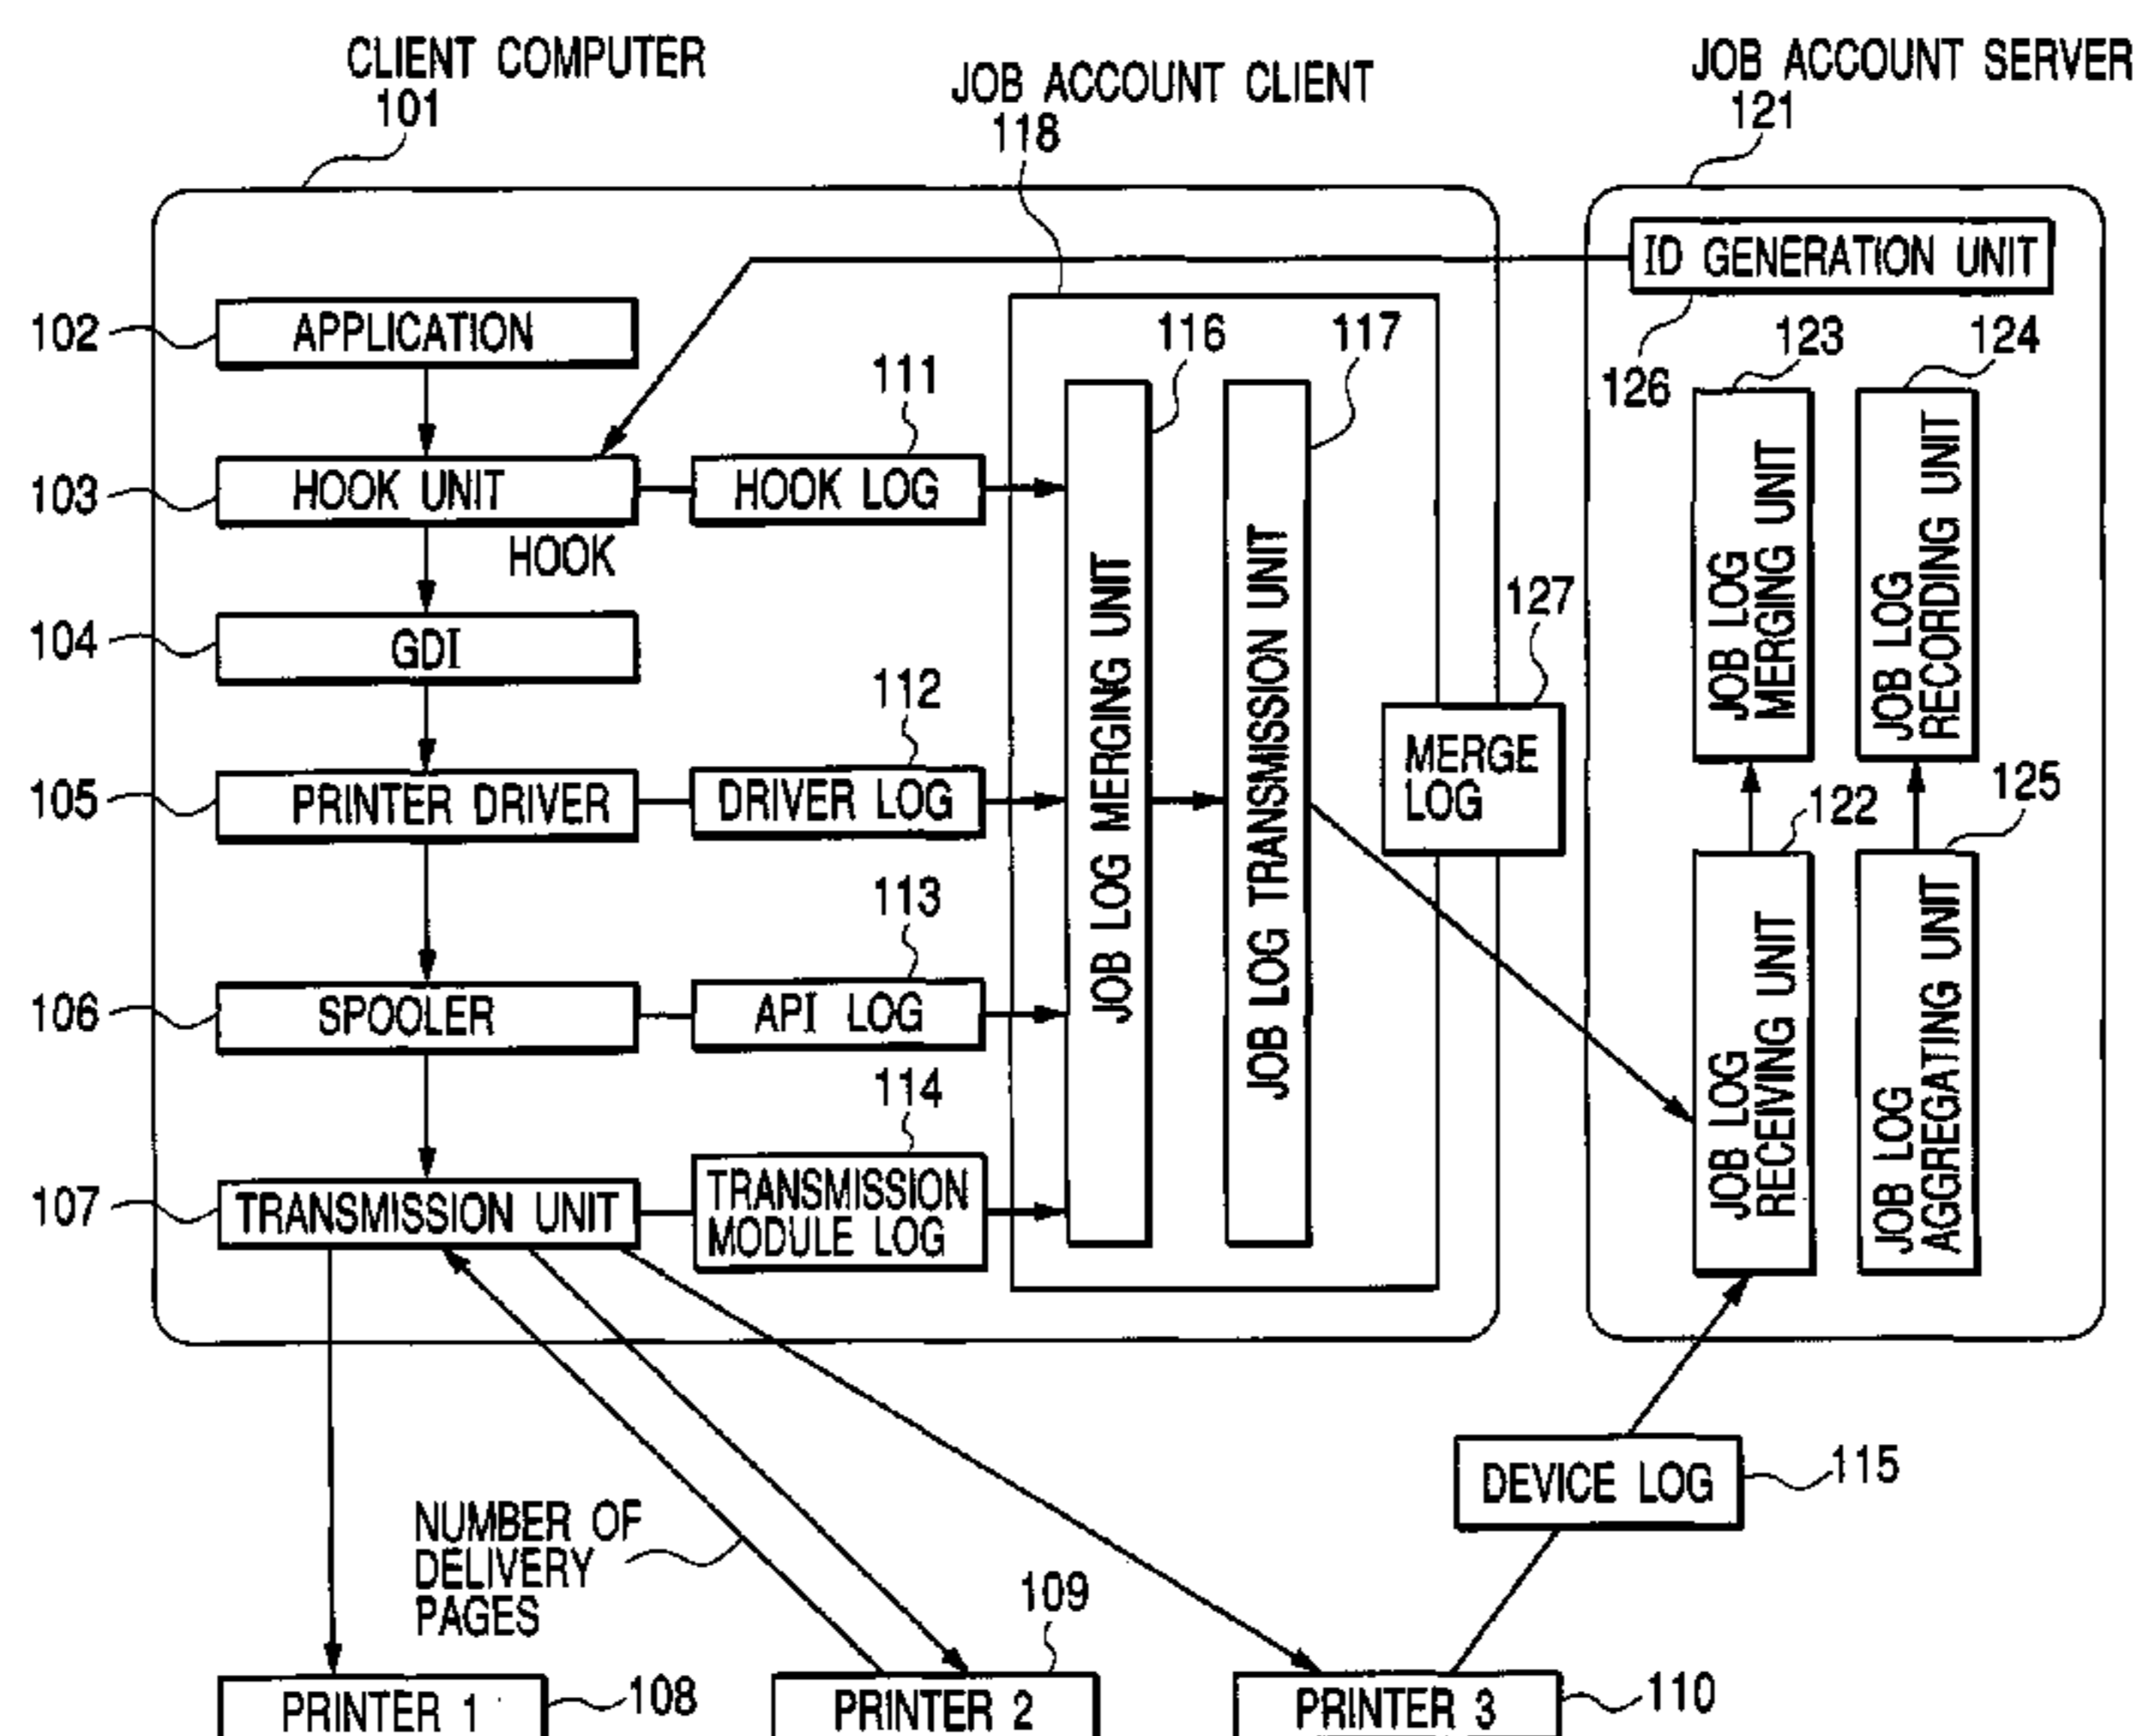 CLIENT COMPUTER
101
JOB ACCOUNT CLIENT
118
JOB ACCOUNT SERVER
121
ID GENERATION UNIT
126
102
APPLICATION
103
HOOK UNIT
HOOK
111
HOOK LOG
104
GDI
112
105
PRINTER DRIVER
DRIVER LOG
113
106
SPOOLER
API LOG
114
107
TRANSMISSION UNIT
TRANSMISSION
MODULE LOG
116
JOB LOG MERGING UNIT
117
JOB LOG TRANSMISSION UNIT
127
MERGE
LOG
123
JOB LOG
MERGING UNIT
124
JOB LOG
RECORDING UNIT
122
JOB LOG
RECEIVING UNIT
125
JOB LOG
AGGREGATING UNIT
DEVICE LOG
115
NUMBER OF
DELIVERY
PAGES
PRINTER 1
108
109
PRINTER 2
PRINTER 3
110